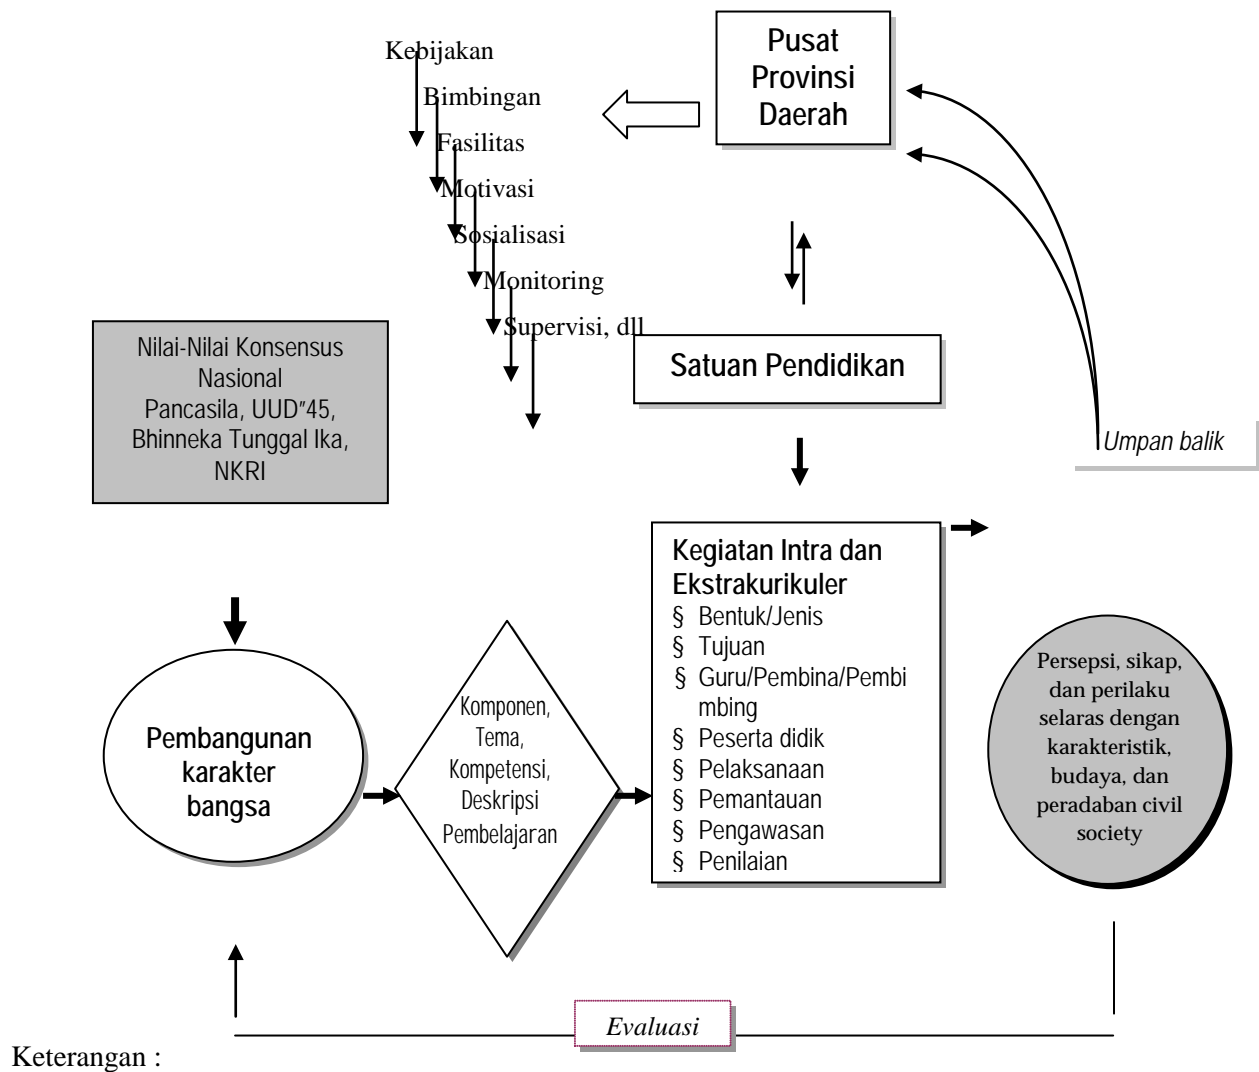 Kebijakan
Bimbingan
Fasilitas
Motivasi
Sosialisasi
Monitoring
Supervisi, dll
Pusat
Provinsi
Daerah
Satuan Pendidikan
Umpan balik
Nilai-Nilai Konsensus
Nasional
Pancasila, UUD"45,
Bhinneka Tunggal Ika,
NKRI
Pembangunan
karakter
bangsa
Komponen,
Tema,
Kompetensi,
Deskripsi
Pembelajaran
Kegiatan Intra dan
Ekstrakurikuler
§ Bentuk/Jenis
§ Tujuan
§ Guru/Pembina/Pembi
mbing
§ Peserta didik
§ Pelaksanaan
§ Pemantauan
§ Pengawasan
§ Penilaian
Persepsi, sikap,
dan perilaku
selaras dengan
karakteristik,
budaya, dan
peradaban civil
society
Evaluasi
Keterangan :